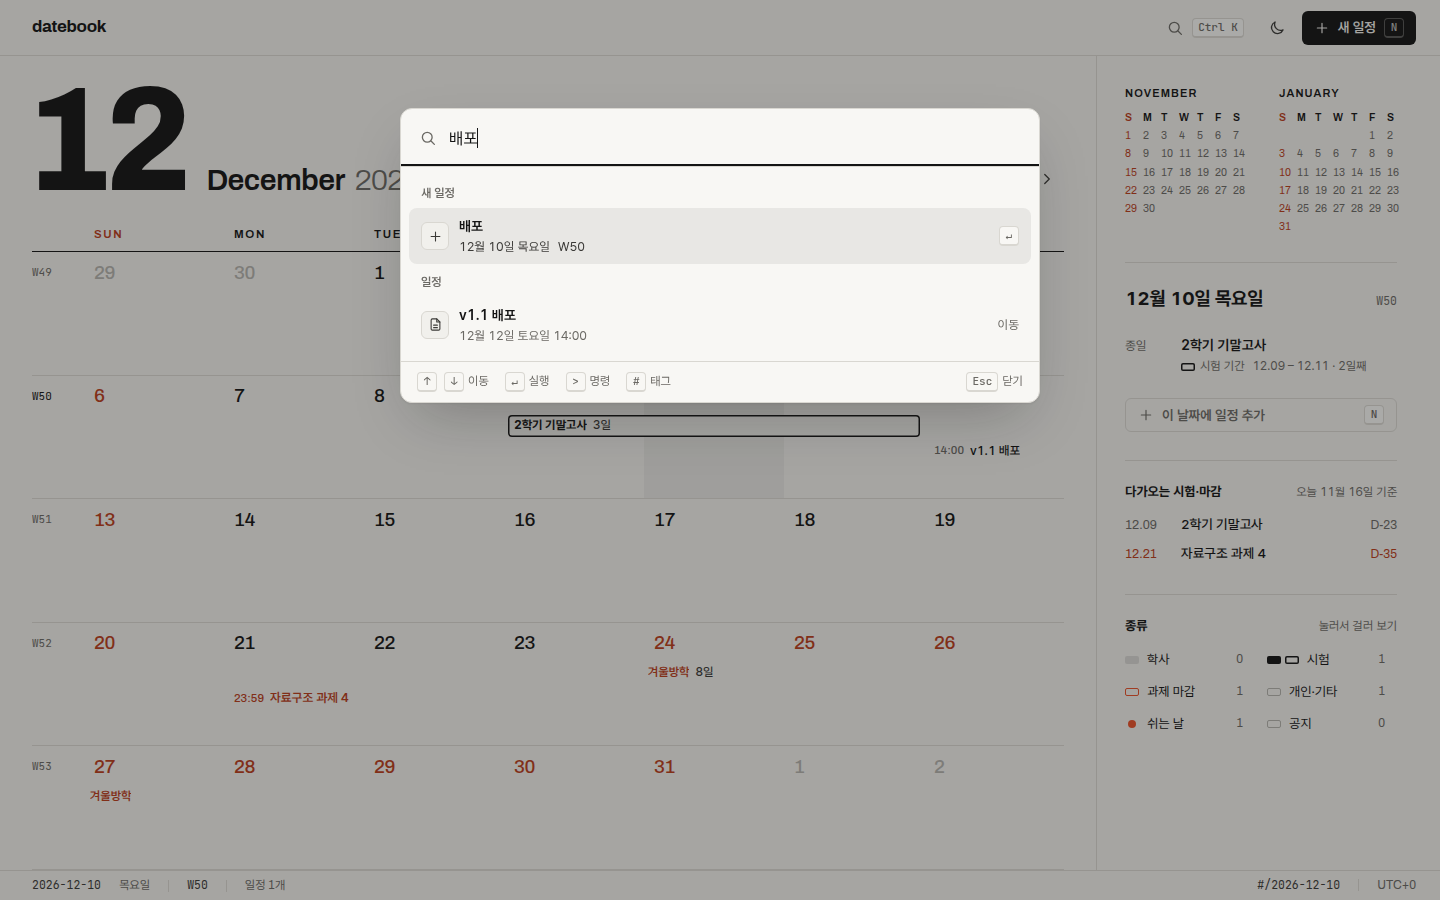 datebook
Ctrl K
새 일정 N
12 December 202
배포
새 일정
배포
12월 10일 목요일 W50
일정
v1.1 배포
12월 12일 토요일 14:00
이동
↑ ↓ 이동 ↵ 실행 > 명령 # 태그 Esc 닫기
SUN MON TUE
W49 29 30 1
W50 6 7 8
2학기 기말고사 3일
14:00 v1.1 배포
W51 13 14 15 16 17 18 19
W52 20 21 22 23 24 25 26
겨울방학 8일
23:59 자료구조 과제 4
W53 27 28 29 30 31 1 2
겨울방학
NOVEMBER
S M T W T F S
1 2 3 4 5 6 7
8 9 10 11 12 13 14
15 16 17 18 19 20 21
22 23 24 25 26 27 28
29 30
JANUARY
S M T W T F S
1 2
3 4 5 6 7 8 9
10 11 12 13 14 15 16
17 18 19 20 21 22 23
24 25 26 27 28 29 30
31
12월 10일 목요일 W50
종일 2학기 기말고사
시험 기간 12.09 – 12.11 · 2일째
이 날짜에 일정 추가 N
다가오는 시험·마감 오늘 11월 16일 기준
12.09 2학기 기말고사 D-23
12.21 자료구조 과제 4 D-35
종류 눌러서 걸러 보기
학사 0 시험 1
과제 마감 1 개인·기타 1
쉬는 날 1 공지 0
2026-12-10 목요일 W50 일정 1개
#/2026-12-10 UTC+0